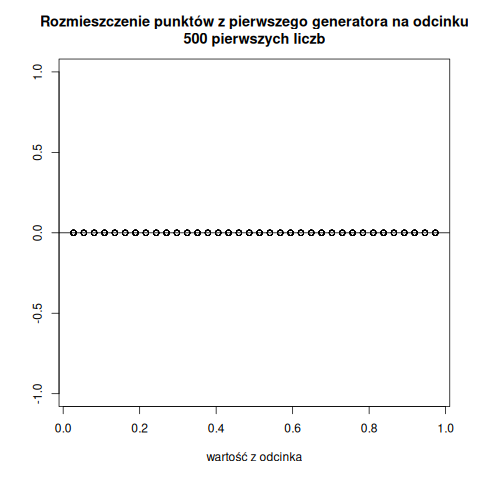 Rozmieszczenie punktów z pierwszego generatora na odcinku
500 pierwszych liczb
1.0
0.5
0.0
-0.5
-1.0
0.0 0.2 0.4 0.6 0.8 1.0
wartość z odcinka